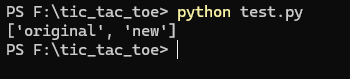 PS F:\tic_tac_toe> python test.py
['original', 'new']
PS F:\tic_tac_toe>